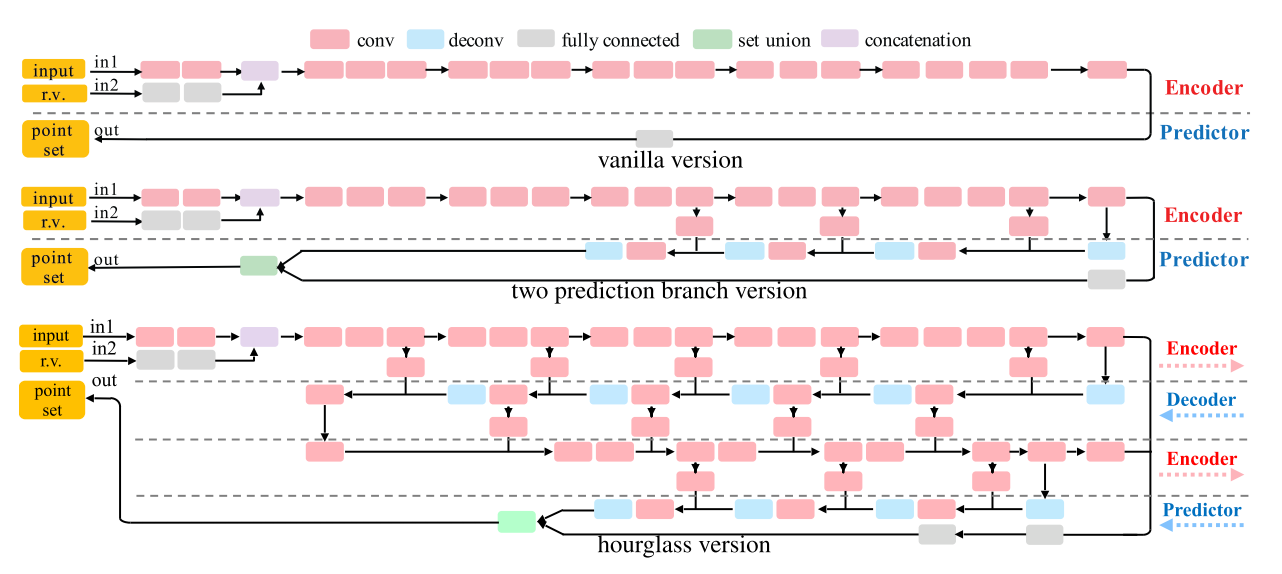 conv deconv fully connected set union concatenation
input in1
r.v. in2
Encoder
point set out
Predictor
vanilla version
input in1
r.v. in2
Encoder
point set out
Predictor
two prediction branch version
input in1
r.v. in2
Encoder
point set out
Decoder
Encoder
Predictor
hourglass version